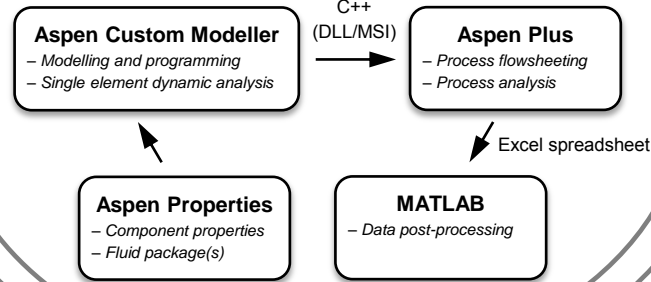 C++
(DLL/MSI)
Aspen Custom Modeller
– Modelling and programming
– Single element dynamic analysis
Aspen Plus
– Process flowsheeting
– Process analysis
Excel spreadsheet
Aspen Properties
– Component properties
– Fluid package(s)
MATLAB
– Data post-processing